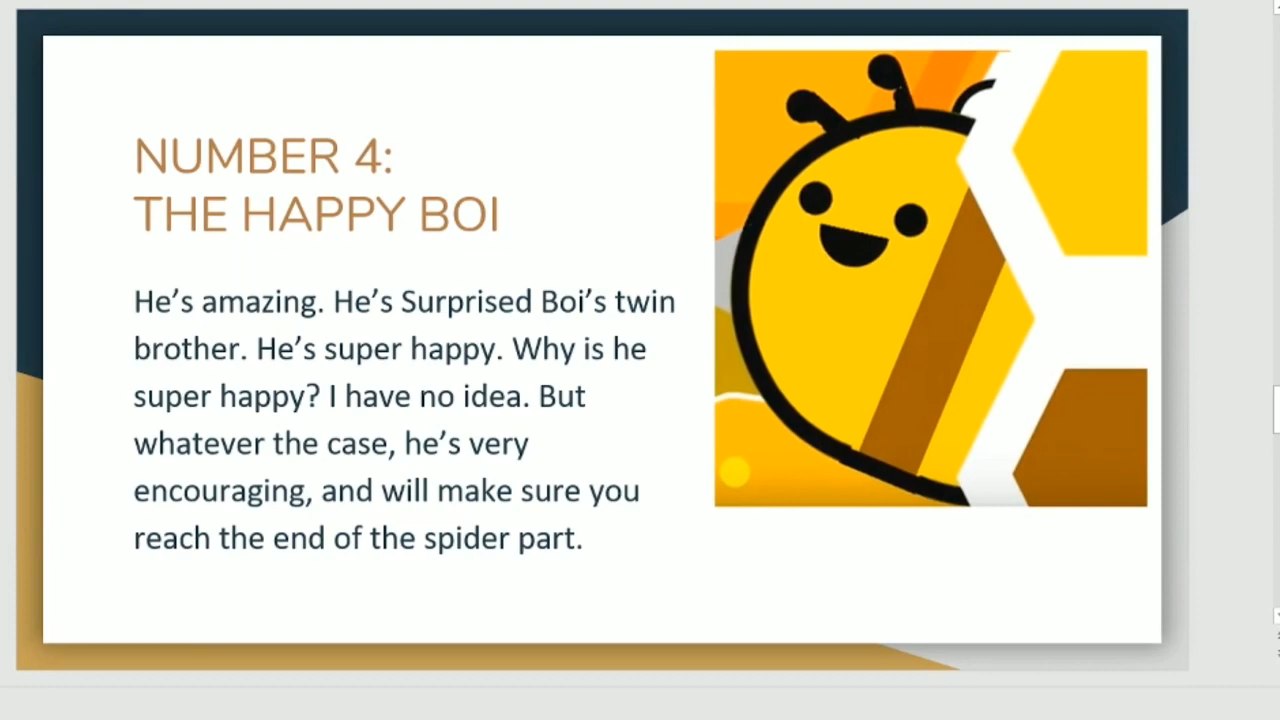 NUMBER 4:
THE HAPPY BOI
He’s amazing. He’s Surprised Boi’s twin
brother. He’s super happy. Why is he
super happy? I have no idea. But
whatever the case, he’s very
encouraging, and will make sure you
reach the end of the spider part.